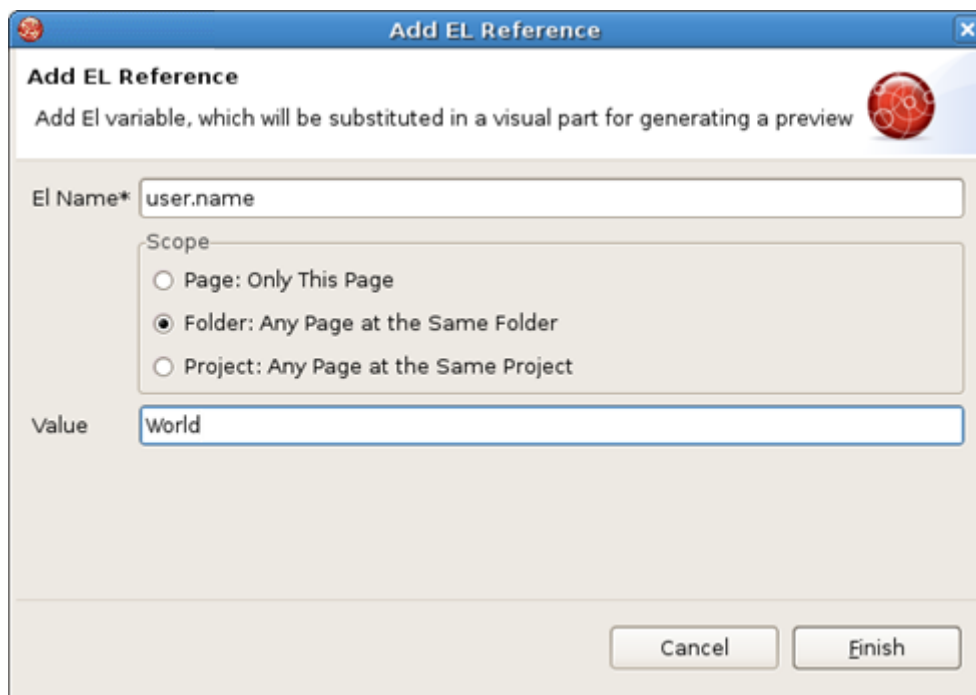 Add EL Reference
Add EL Reference
Add El variable, which will be substituted in a visual part for generating a preview
El Name* user.name
Scope
Page: Only This Page
Folder: Any Page at the Same Folder
Project: Any Page at the Same Project
Value World
Cancel Finish